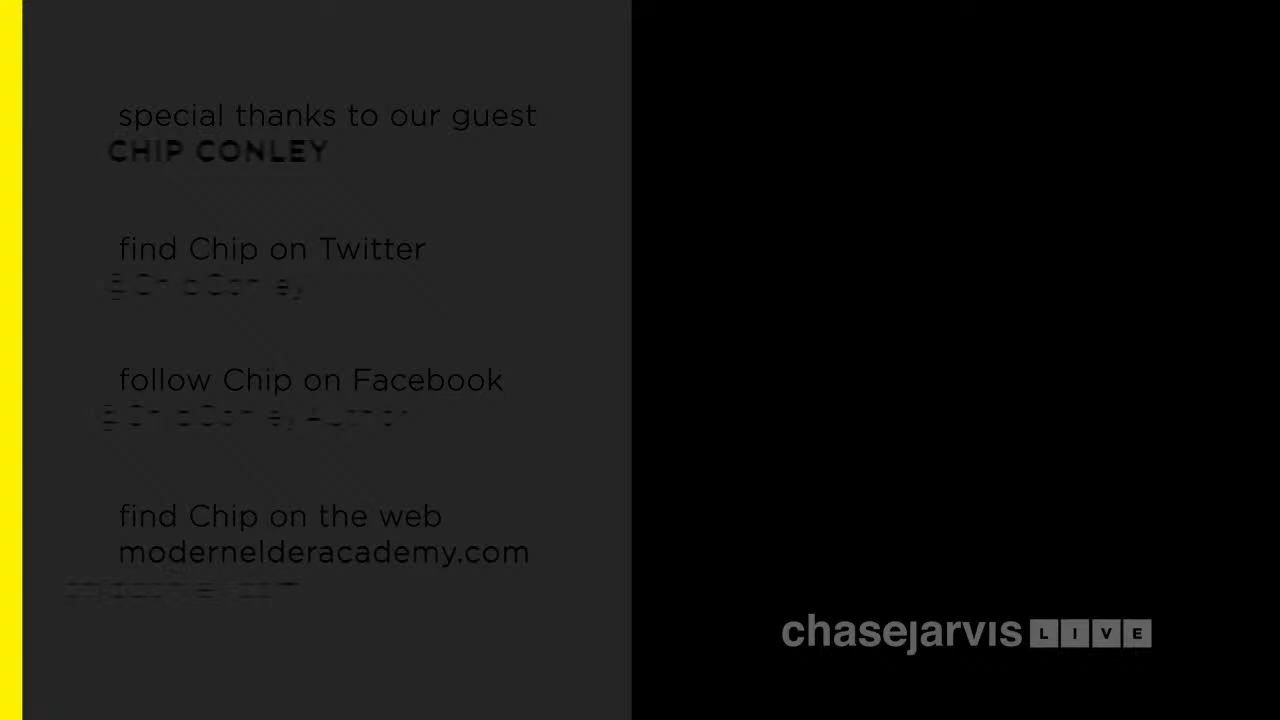 special thanks to our guest
CHIP CONLEY
find Chip on Twitter
@ChipConley
follow Chip on Facebook
find Chip on the web
modernelderacademy.com
chasejarvis LIVE